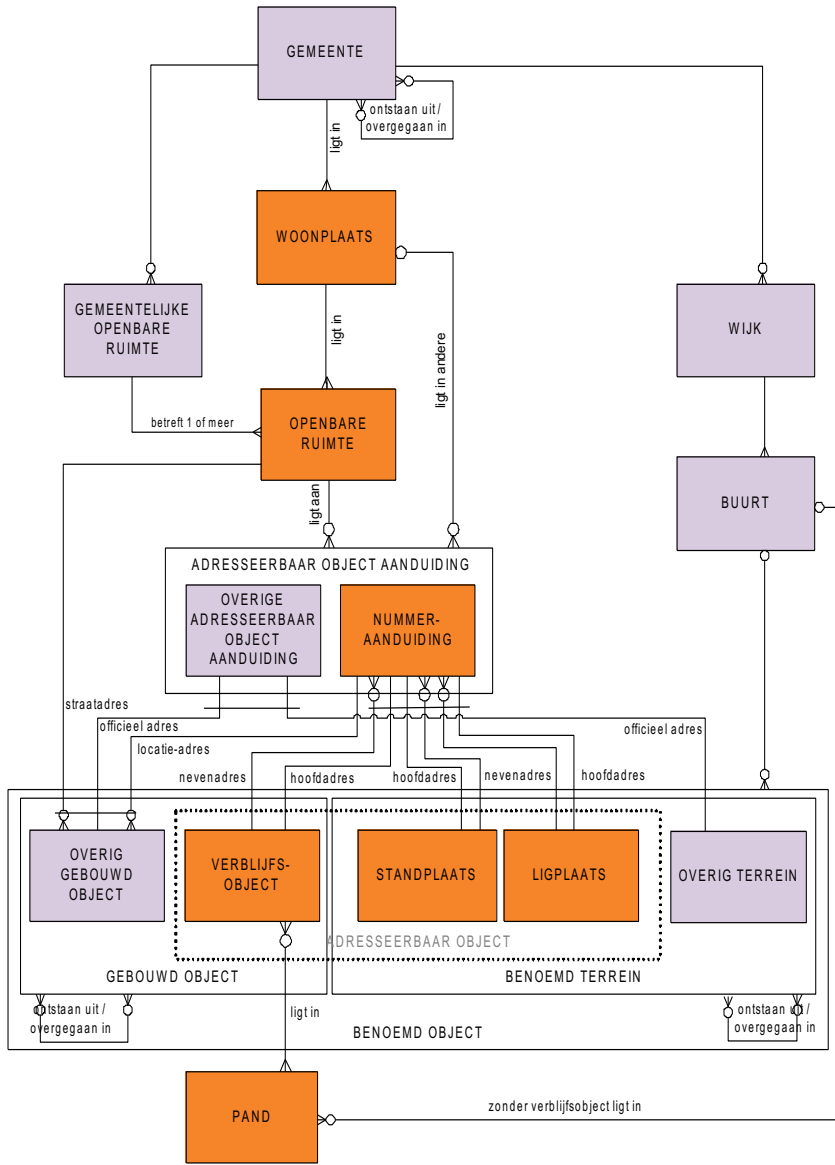 GEMEENTE
ontstaan uit /
overgegaan in
ligt in
WOONPLAATS
GEMEENTELIJKE
OPENBARE
RUIMTE
WIJK
ligt in
ligt in andere
betreft 1 of meer
OPENBARE
RUIMTE
BUURT
ligt aan
ADRESSEERBAAR OBJECT AANDUIDING
OVERIGE
ADRESSEERBAAR
OBJECT
AANDUIDING
NUMMER-
AANDUIDING
straatadres
officieel adres
locatie-adres
officieel adres
nevenadres
hoofdadres
hoofdadres
nevenadres
hoofdadres
OVERIG
GEBOUWD
OBJECT
VERBLIJFS-
OBJECT
STANDPLAATS
LIGPLAATS
OVERIG TERREIN
ADRESSEERBAAR OBJECT
GEBOUWD OBJECT
BENOEMD TERREIN
ontstaan uit /
overgegaan in
ligt in
ontstaan uit /
overgegaan in
BENOEMD OBJECT
PAND
zonder verblijfsobject ligt in